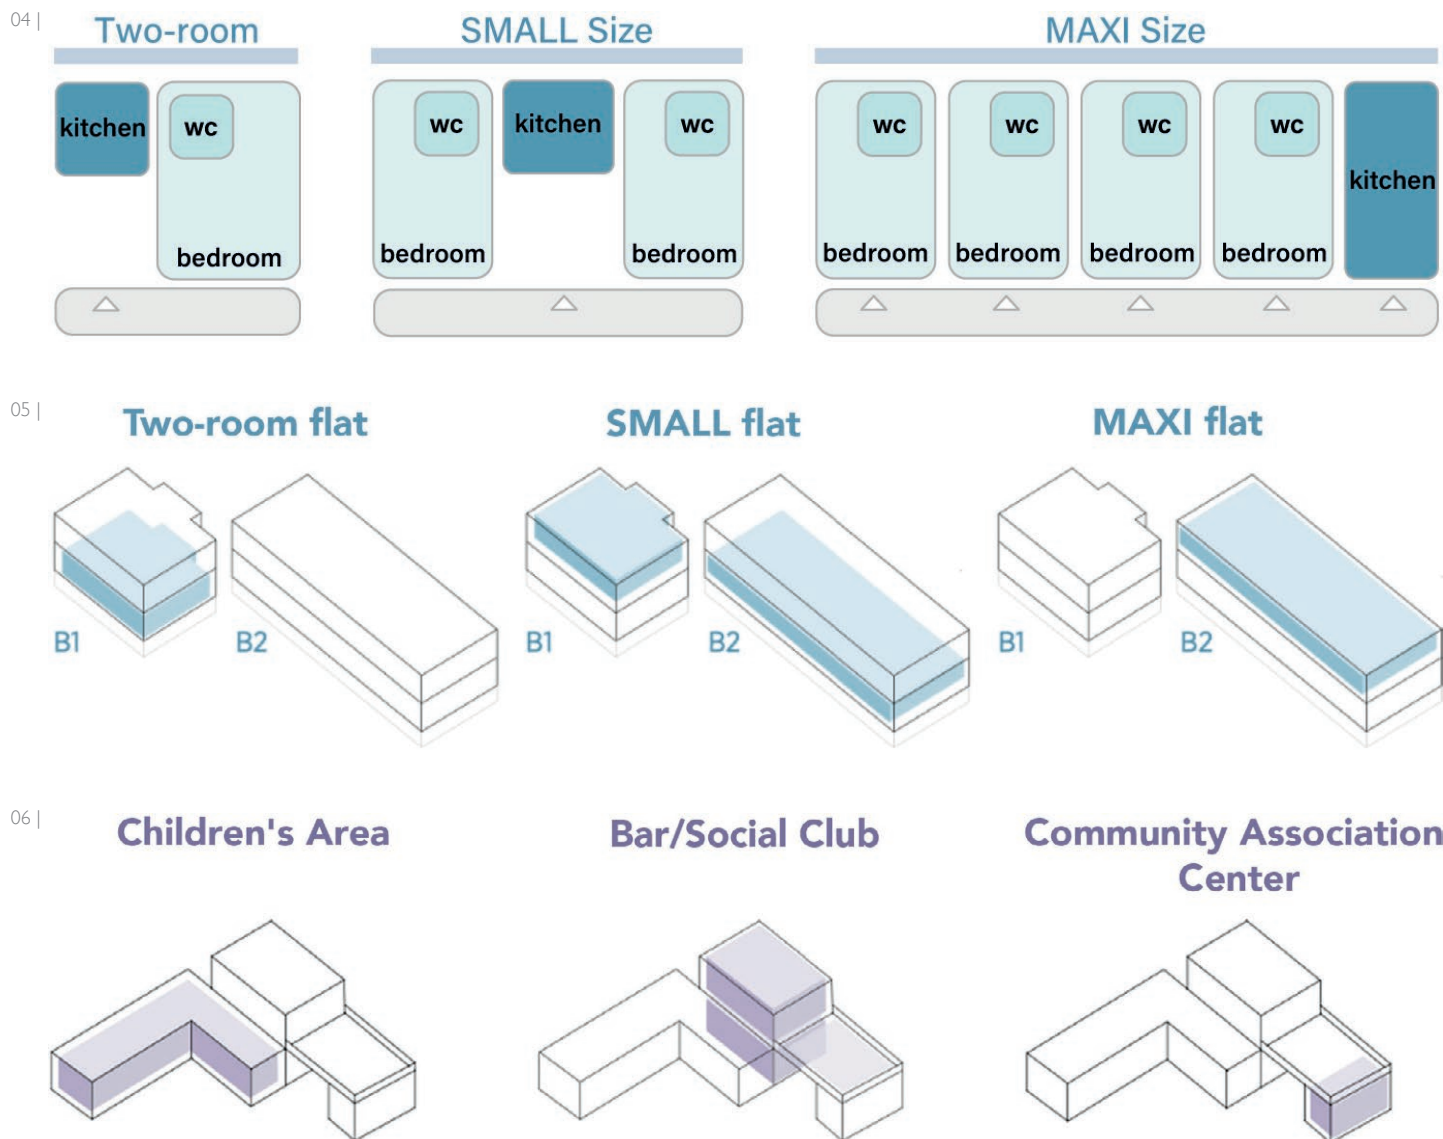 04 |
Two-room
SMALL Size
MAXI Size
kitchen
wc
bedroom
wc
kitchen
wc
bedroom
bedroom
wc
wc
wc
wc
kitchen
bedroom
bedroom
bedroom
bedroom
05 |
Two-room flat
SMALL flat
MAXI flat
B1
B2
B1
B2
B1
B2
06 |
Children's Area
Bar/Social Club
Community Association
Center